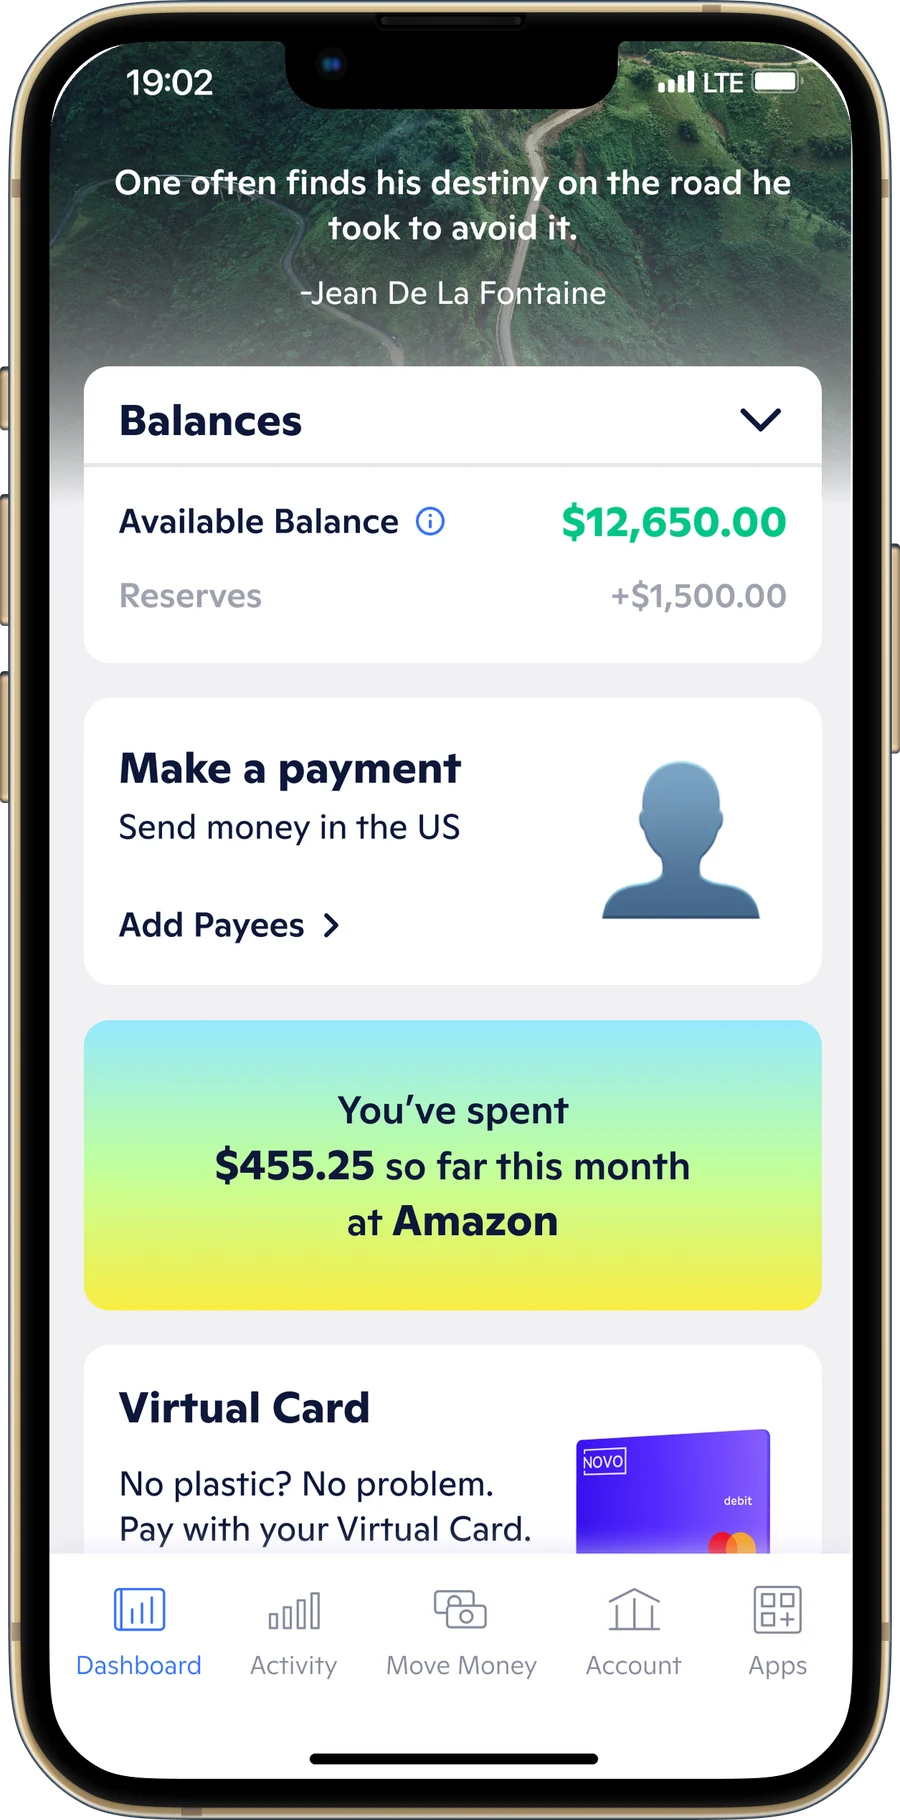 19:02
LTE
One often finds his destiny on the road he
took to avoid it.
-Jean De La Fontaine
Balances
Available Balance
$12,650.00
Reserves
+$1,500.00
Make a payment
Send money in the US
Add Payees
You’ve spent
$455.25 so far this month
at Amazon
Virtual Card
No plastic? No problem.
Pay with your Virtual Card.
NOVO
debit
Dashboard
Activity
Move Money
Account
Apps